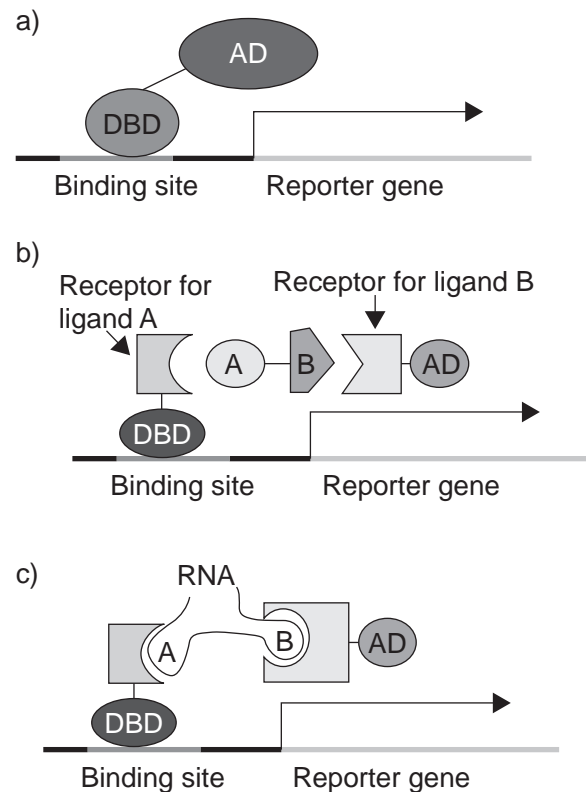 a)
AD
DBD
Binding site
Reporter gene
b)
Receptor for
ligand A
Receptor for ligand B
A
B
AD
DBD
Binding site
Reporter gene
c)
RNA
A
B
AD
DBD
Binding site
Reporter gene